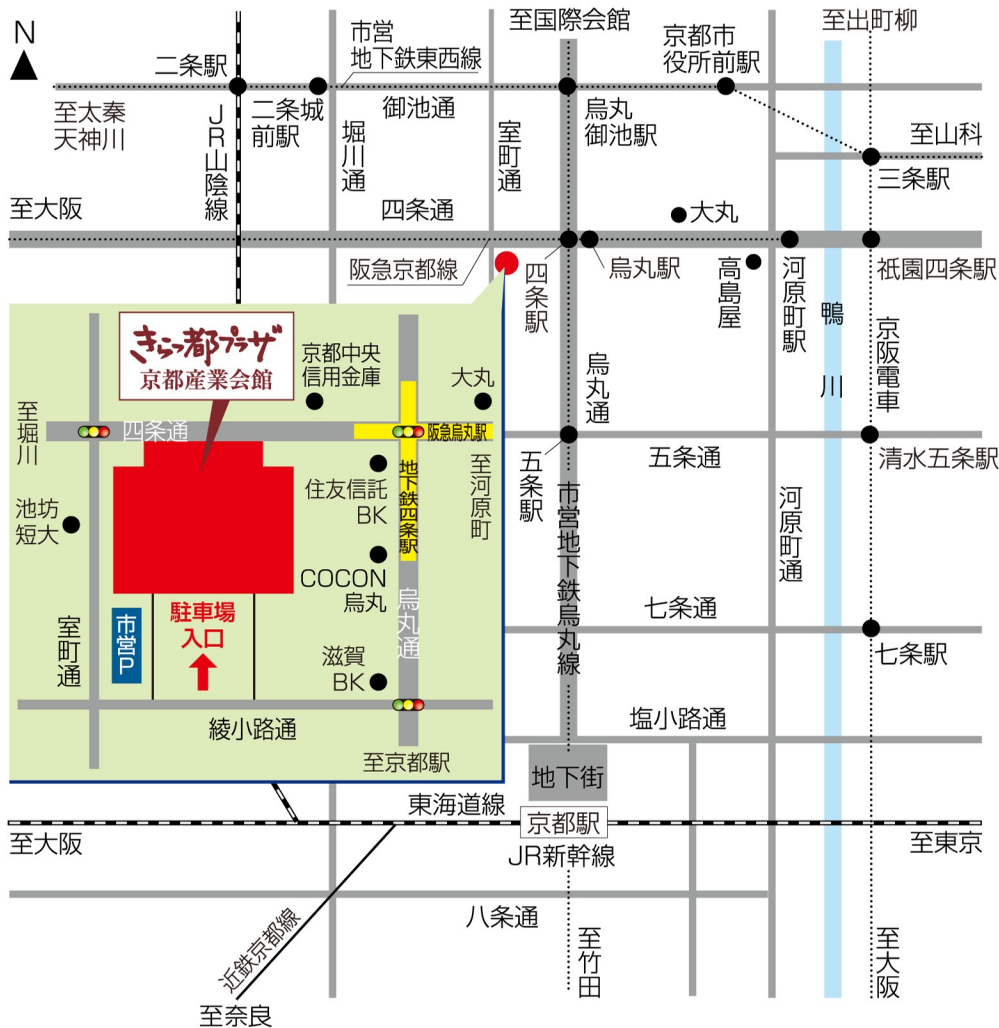 N
至国際会館
至出町柳
市営
地下鉄東西線
京都市
役所前駅
二条駅
至太秦
天神川
JR山陰線
二条城
前駅
御池通
堀川通
室町通
烏丸
御池駅
至山科
三条駅
至大阪
四条通
大丸
阪急京都線
四条駅
烏丸駅
高島屋
河原町駅
祇園四条駅
鴨川
京阪電車
きらっ都プラザ
京都産業会館
京都中央
信用金庫
大丸
至堀川
四条通
阪急烏丸駅
地下鉄四条駅
至河原町
住友信託
BK
池坊
短大
COCON
烏丸
烏丸通
室町通
市営P
駐車場
入口
滋賀
BK
綾小路通
至京都駅
烏丸通
五条駅
五条通
清水五条駅
市営地下鉄烏丸線
河原町通
七条通
七条駅
塩小路通
地下街
東海道線
京都駅
至大阪
JR新幹線
至東京
八条通
近鉄京都線
至奈良
至竹田
至大阪